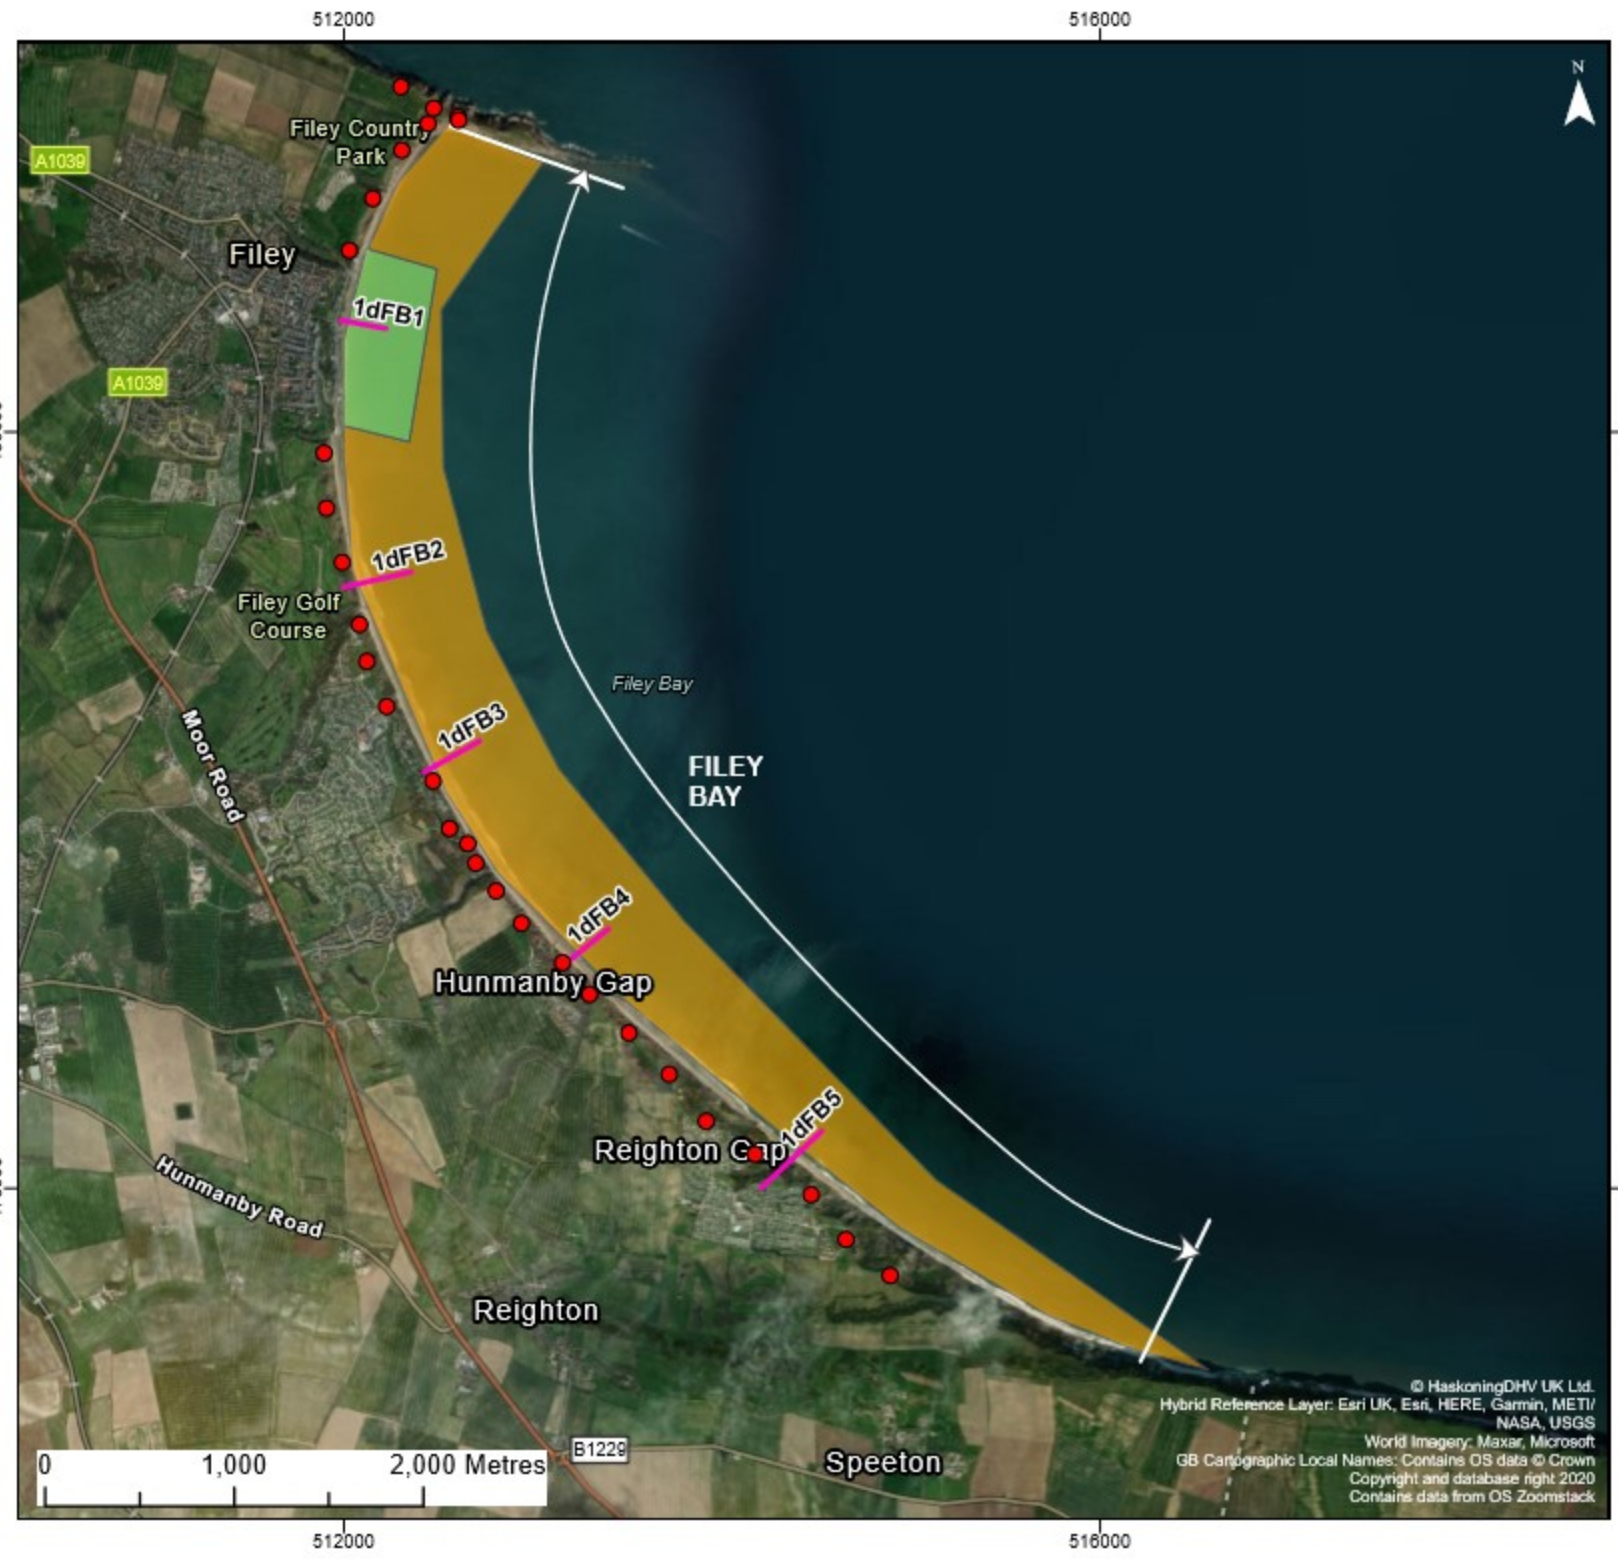 512000
516000
N
Filey Country
Park
A1039
Filey
1dFB1
A1039
1dFB2
Filey Golf
Course
Filey Bay
1dFB3
Moor Road
FILEY
BAY
1dFB4
Hunmanby Gap
1dFB5
Reighton Gap
Hunmanby Road
Reighton
© HaskoningDHV UK Ltd.
Hybrid Reference Layer: Esri UK, Esri, HERE, Garmin, METI/
NASA, USGS
World Imagery: Maxar, Microsoft
GB Cartographic Local Names: Contains OS data © Crown
Copyright and database right 2020
Contains data from OS Zoomstack
B1229
Speeton
0 1,000 2,000 Metres
512000
516000